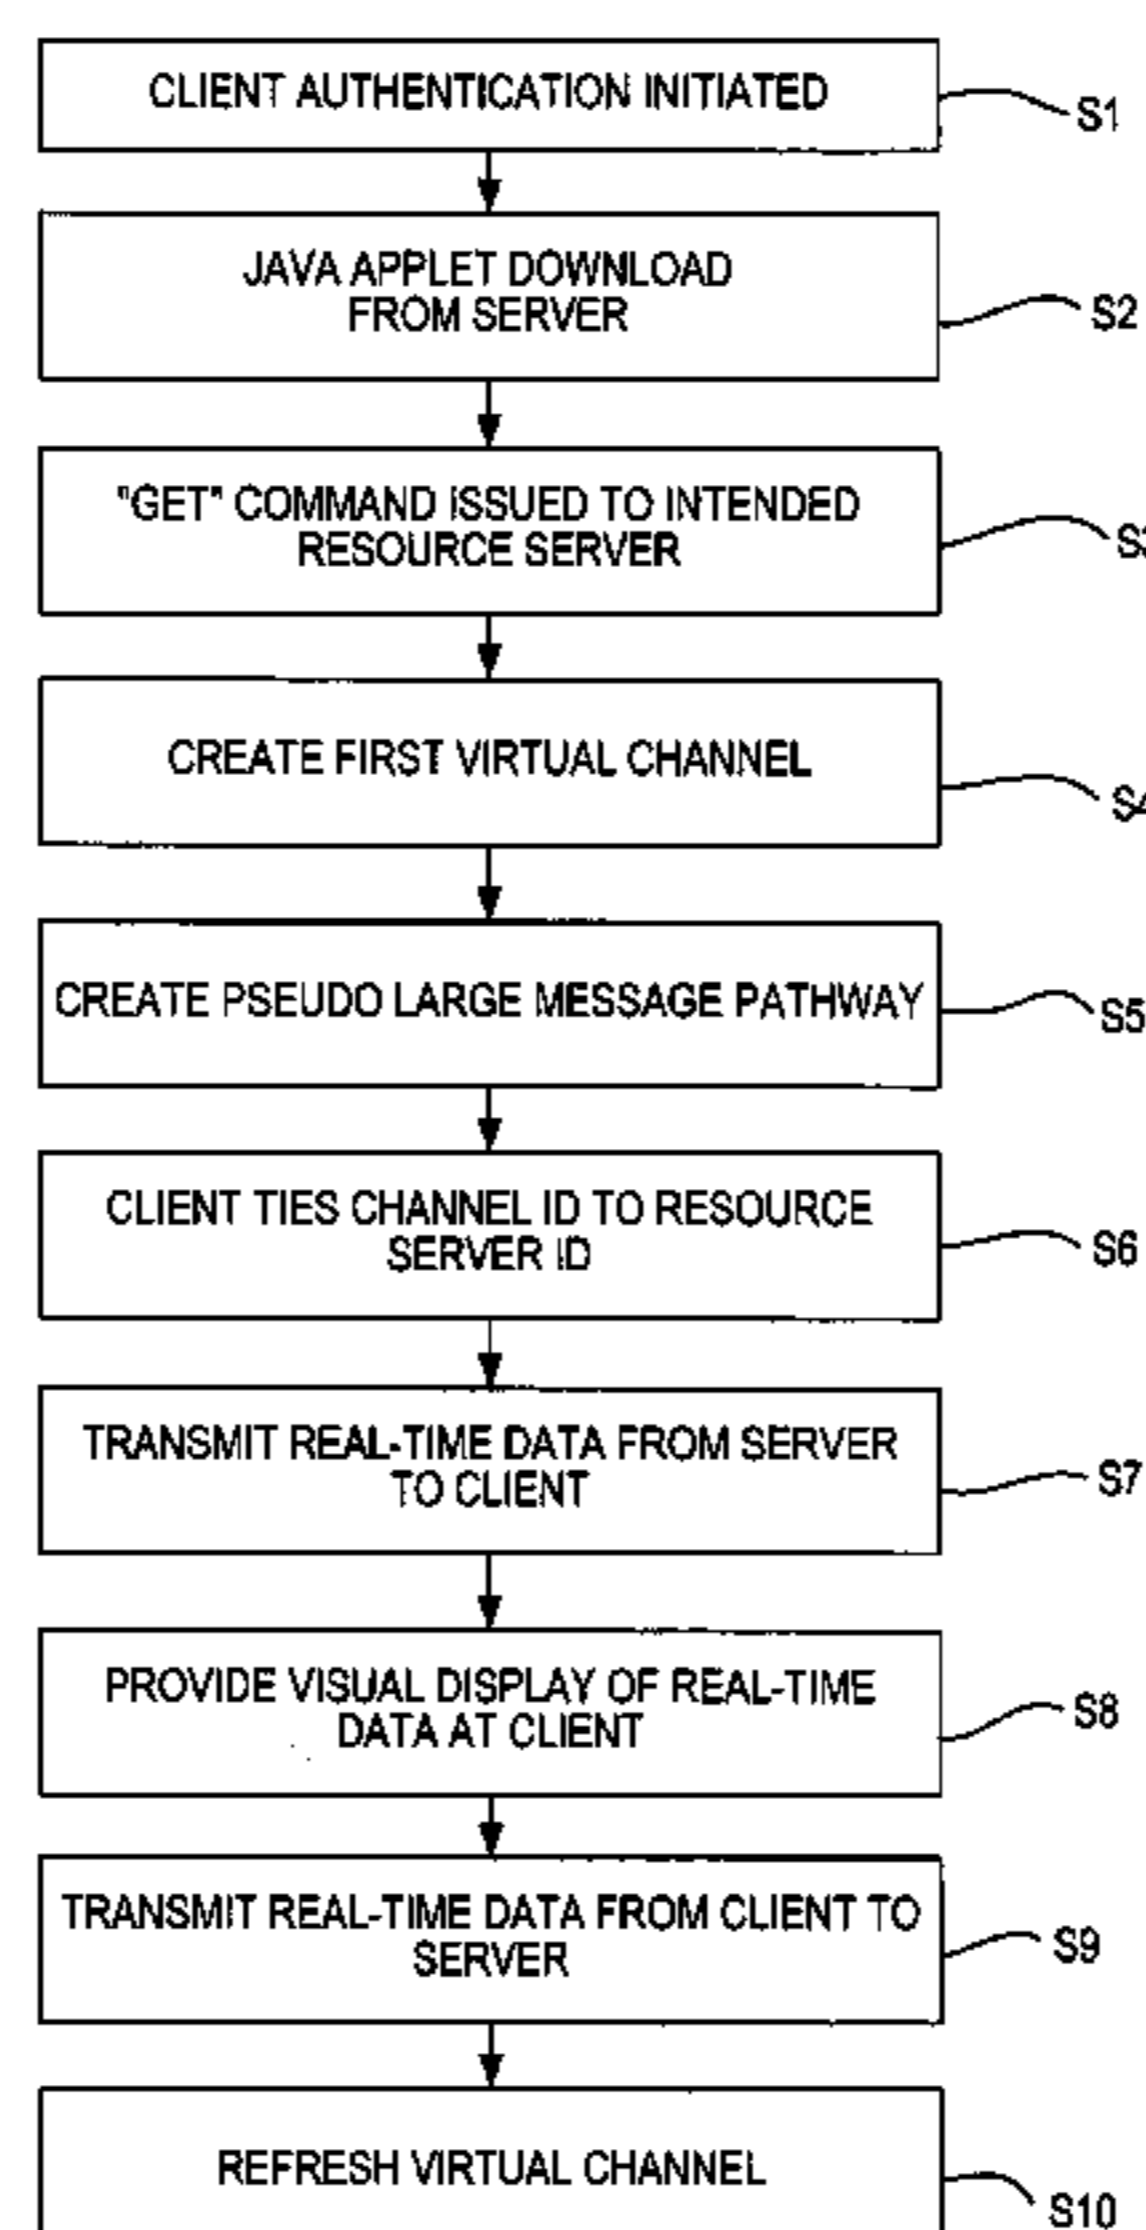 CLIENT AUTHENTICATION INITIATED
S1
JAVA APPLET DOWNLOAD
FROM SERVER
S2
"GET" COMMAND ISSUED TO INTENDED
RESOURCE SERVER
S3
CREATE FIRST VIRTUAL CHANNEL
S4
CREATE PSEUDO LARGE MESSAGE PATHWAY
S5
CLIENT TIES CHANNEL ID TO RESOURCE
SERVER ID
S6
TRANSMIT REAL-TIME DATA FROM SERVER
TO CLIENT
S7
PROVIDE VISUAL DISPLAY OF REAL-TIME
DATA AT CLIENT
S8
TRANSMIT REAL-TIME DATA FROM CLIENT TO
SERVER
S9
REFRESH VIRTUAL CHANNEL
S10